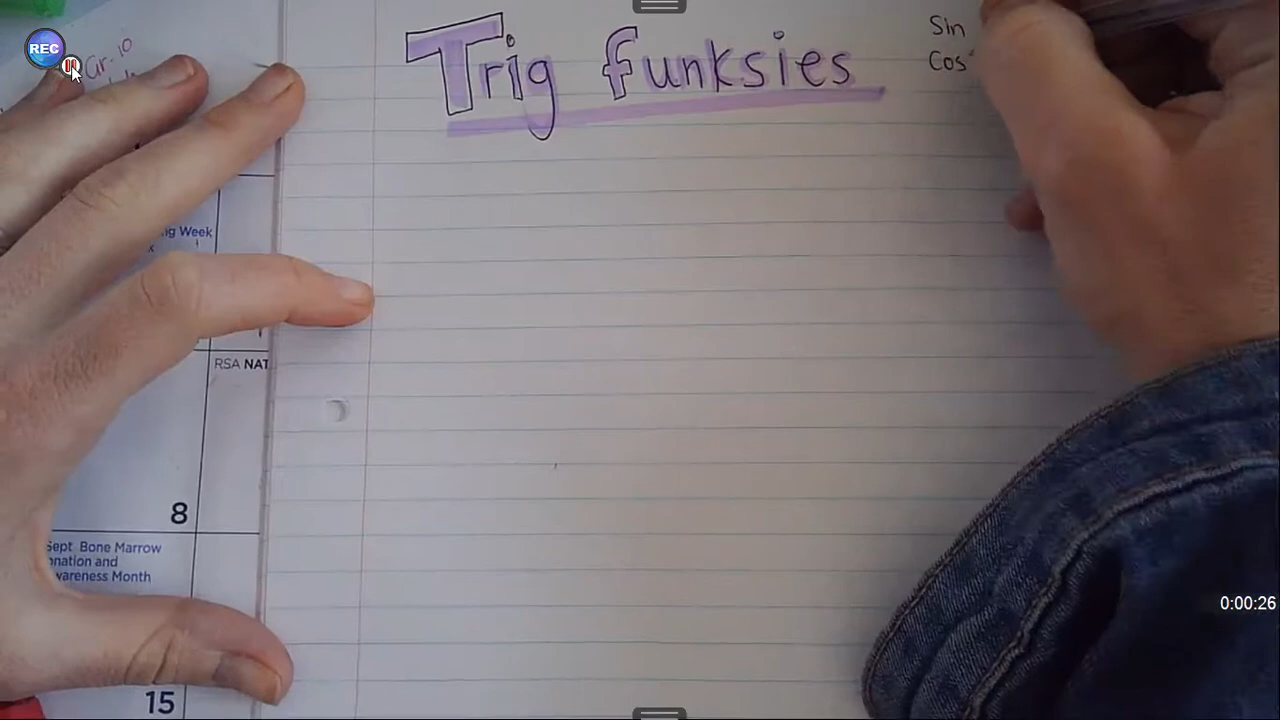 REC
Gr. 10
Trig funksies
Sin
Cos
ng Week
RSA NAT
8
Sept Bone Marrow
nation and
wareness Month
15
0:00:26